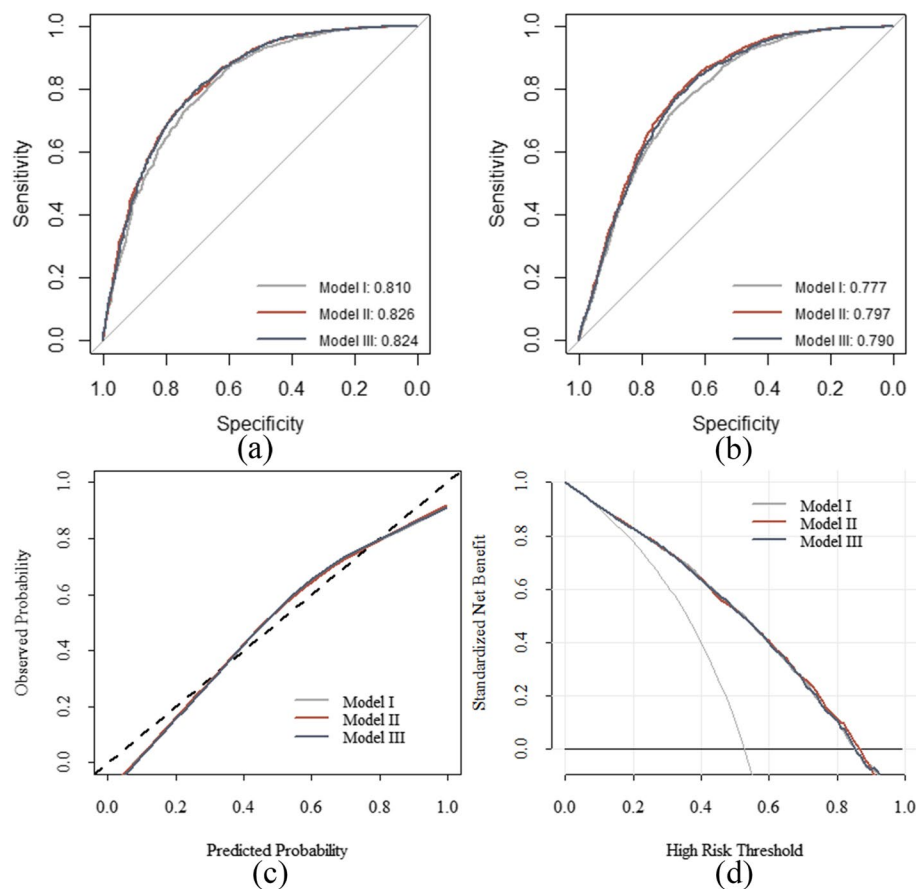 Sensitivity
1.0
0.8
0.6
0.4
0.2
0.0
Model I: 0.810
Model II: 0.826
Model III: 0.824
1.0 0.8 0.6 0.4 0.2 0.0
Specificity
(a)
Sensitivity
1.0
0.8
0.6
0.4
0.2
0.0
Model I: 0.777
Model II: 0.797
Model III: 0.790
1.0 0.8 0.6 0.4 0.2 0.0
Specificity
(b)
Observed Probability
1.0
0.8
0.6
0.4
0.2
0.0
Model I
Model II
Model III
0.0 0.2 0.4 0.6 0.8 1.0
Predicted Probability
(c)
Standardized Net Benefit
1.0
0.8
0.6
0.4
0.2
0.0
Model I
Model II
Model III
0.0 0.2 0.4 0.6 0.8 1.0
High Risk Threshold
(d)